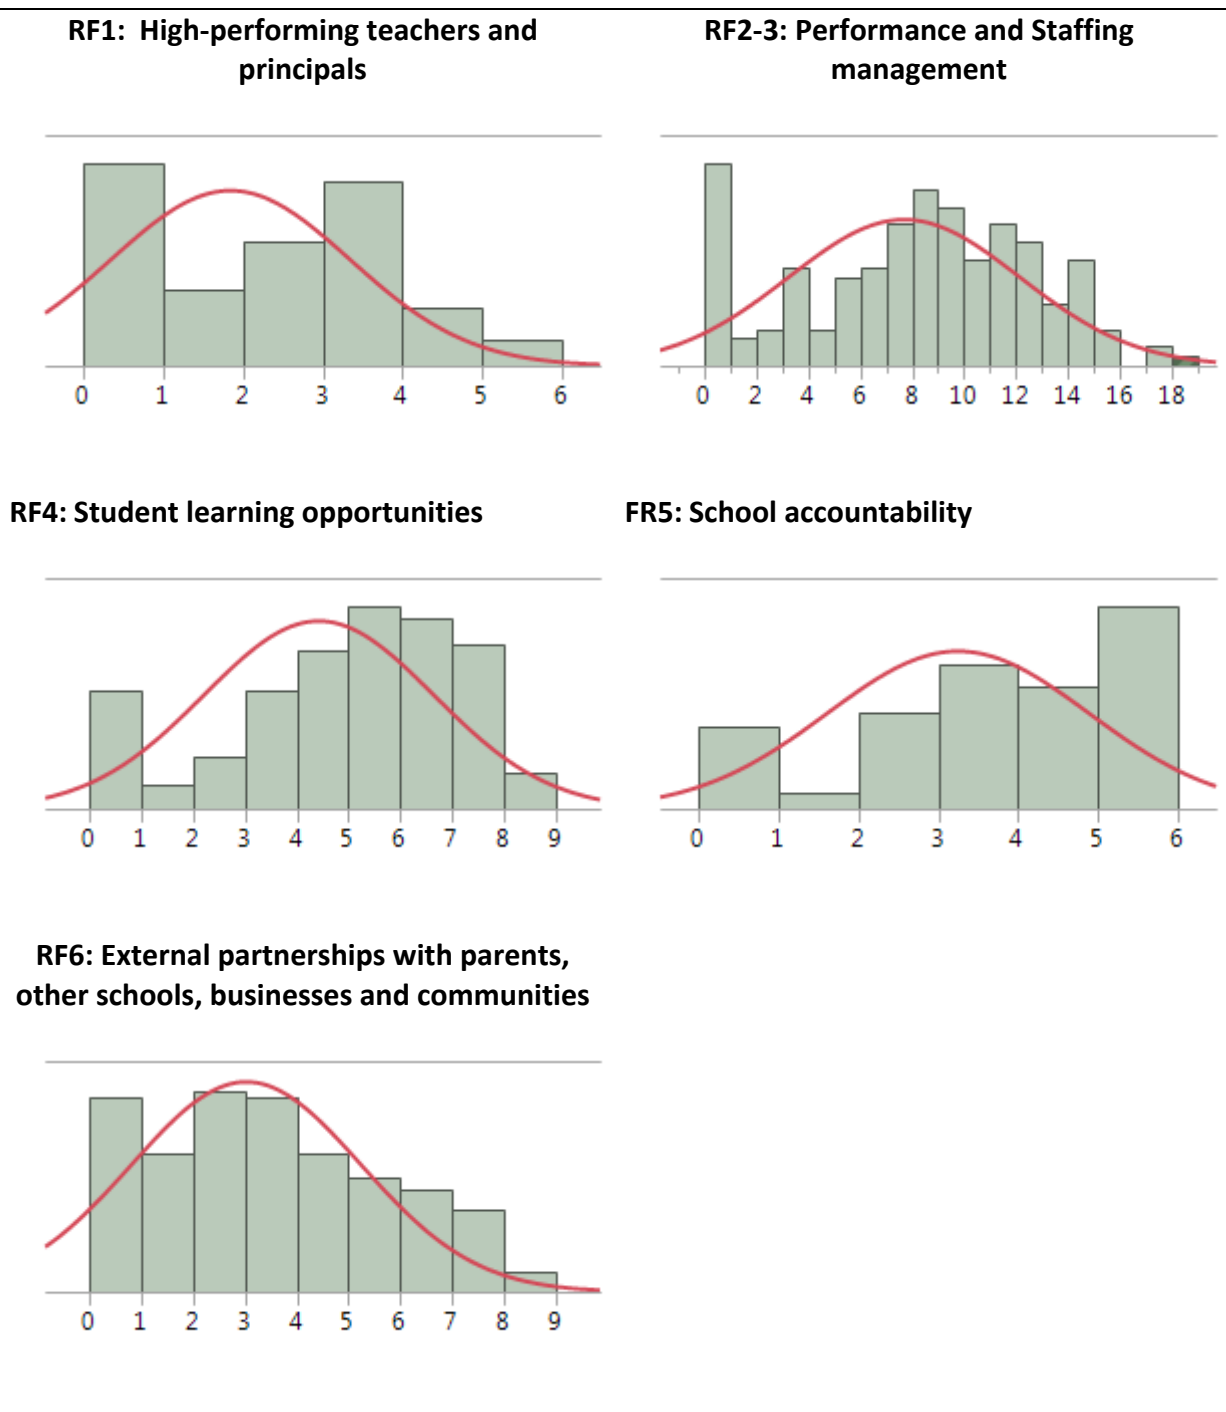 RF1: High-performing teachers and
principals
0 1 2 3 4 5 6
RF2-3: Performance and Staffing
management
0 2 4 6 8 10 12 14 16 18
RF4: Student learning opportunities
0 1 2 3 4 5 6 7 8 9
FR5: School accountability
0 1 2 3 4 5 6
RF6: External partnerships with parents,
other schools, businesses and communities
0 1 2 3 4 5 6 7 8 9